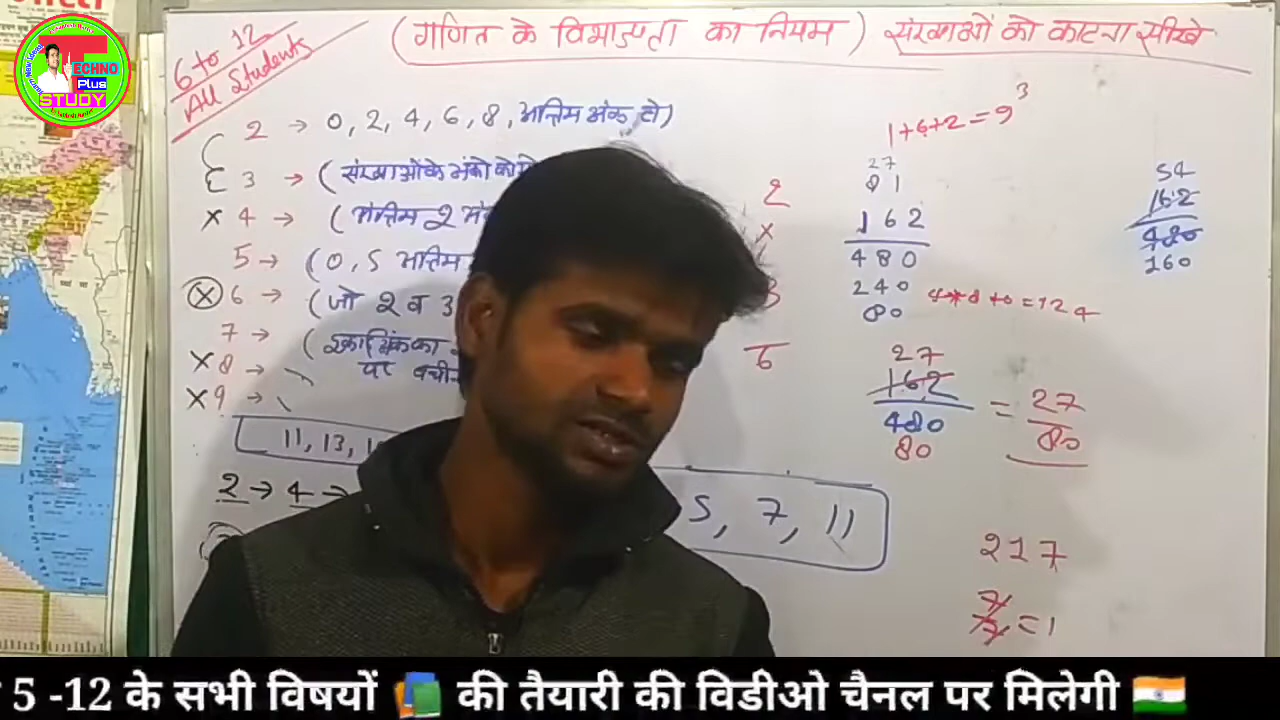 TECHNO
Plus
STUDY
6 to 12
All Students
(गणित के विभाज्यता का नियम) संख्याओं को काटना सीखे
2 → 0, 2, 4, 6, 8, अन्तिम अंक हो)
3 → (संख्याओं के अंको को
× 4 → (अन्तिम 2 अं
5 → (0, 5 अन्तिम
× 6 → (जो 2 व 3
7 → (इकाई अंक का
पर बची
× 8 →
× 9 →
11, 13, 1
2 → 4 →
5, 7, 11
2
×
3
6
1+6+2=9
3
27
81
162
480
240
80
4+8+0=12
27
162
480
80
= 27
80
54
162
480
160
217
7
7 = 1
5 -12 के सभी विषयों की तैयारी की विडीओ चैनल पर मिलेगी